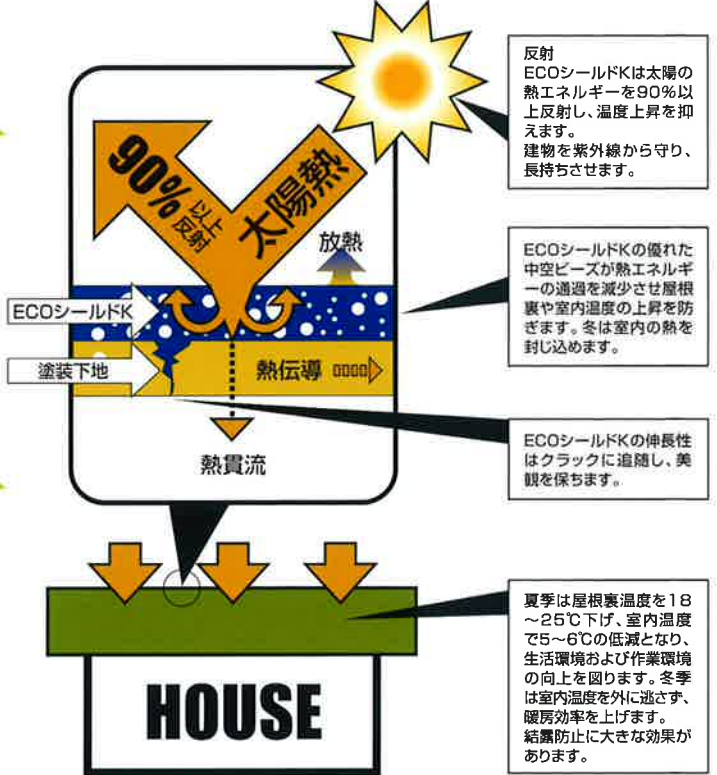 反射
ECOシールドKは太陽の
熱エネルギーを90%以
上反射し、温度上昇を抑
えます。
建物を紫外線から守り、
長持ちさせます。
90%
以上
反射
太陽熱
放熱
ECOシールドK
塗装下地
熱伝導
熱貫流
ECOシールドKの優れた
中空ビーズが熱エネルギ
ーの通過を減少させ屋根
裏や室内温度の上昇を防
ぎます。冬は室内の熱を
封じ込めます。
ECOシールドKの伸長性
はクラックに追随し、美
観を保ちます。
夏季は屋根裏温度を18
~25℃下げ、室内温度
で5~6℃の低減となり、
生活環境および作業環境
の向上を図ります。冬季
は室内温度を外に逃さず、
暖房効率を上げます。
結露防止に大きな効果が
あります。
HOUSE